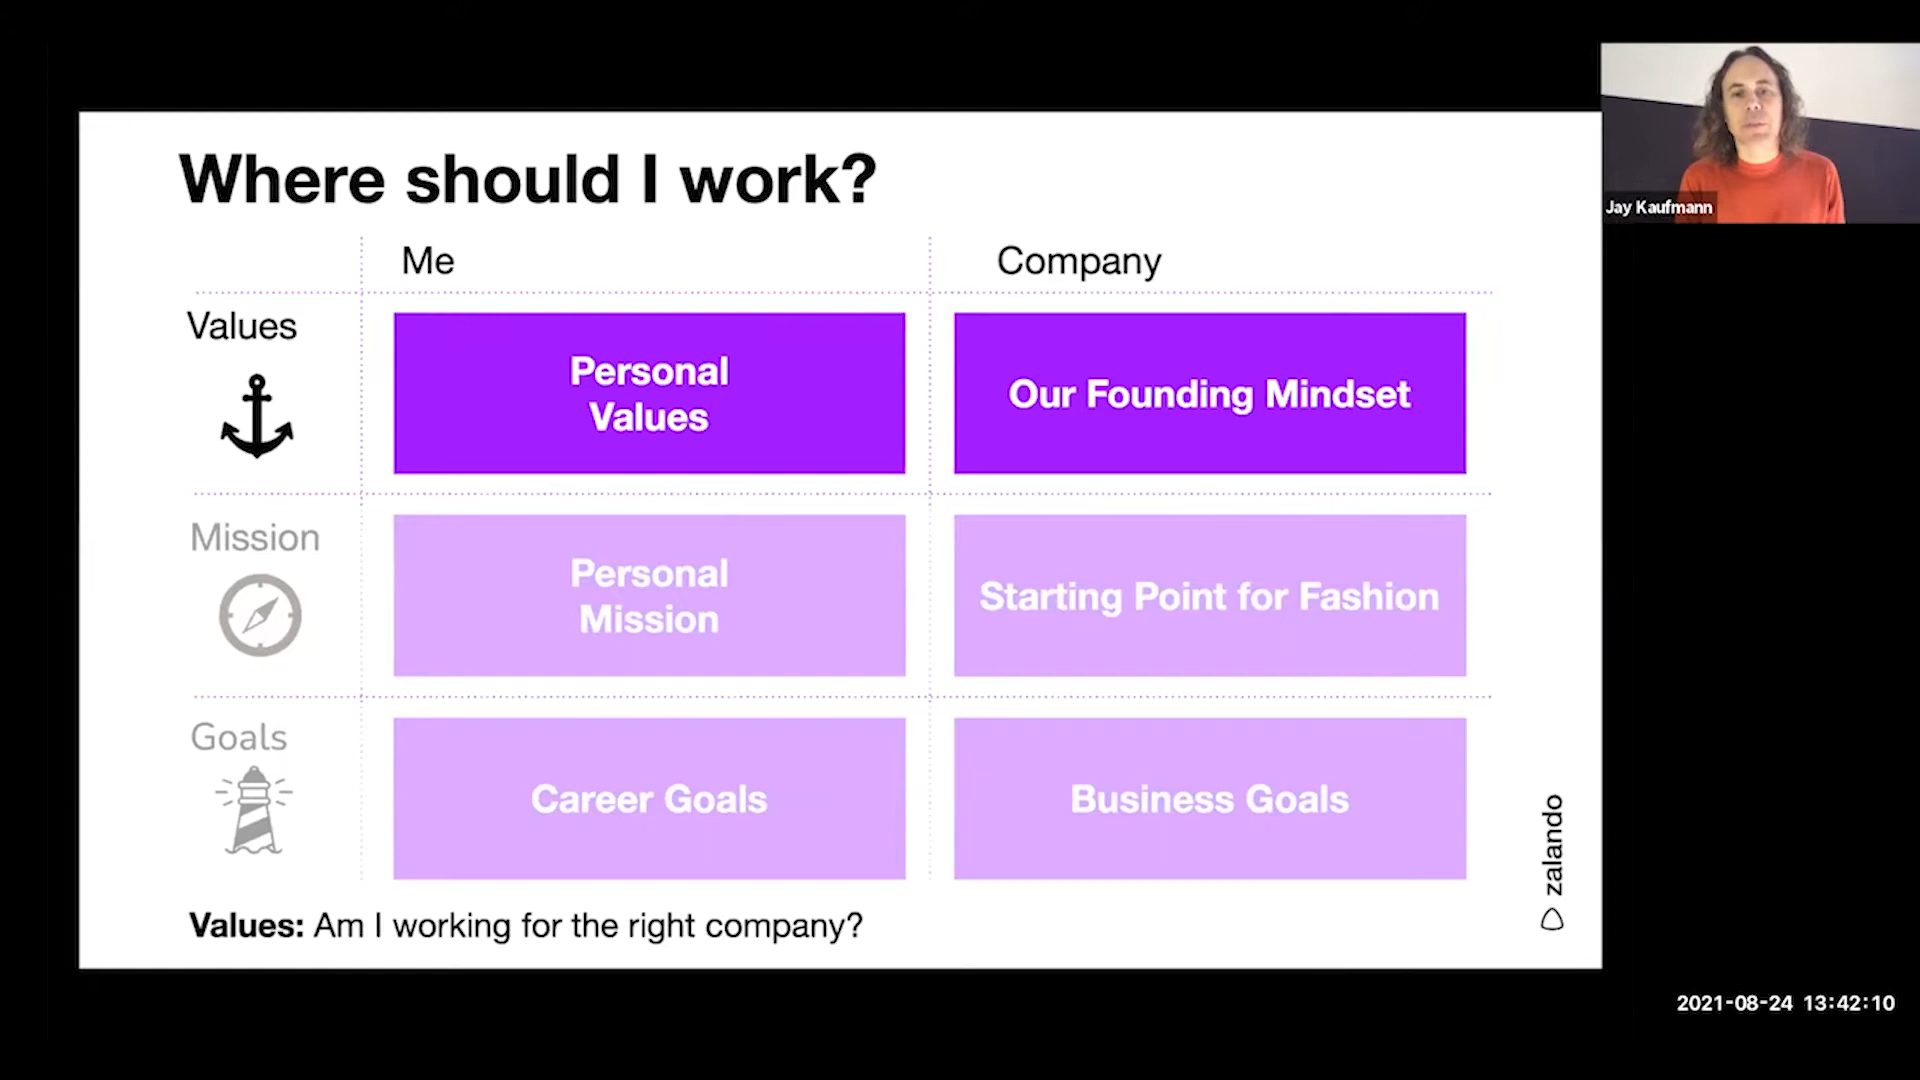 Where should I work?
Me
Company
Values
Personal
Values
Our Founding Mindset
Mission
Personal
Mission
Starting Point for Fashion
Goals
Career Goals
Business Goals
Values: Am I working for the right company?
zalando
Jay Kaufmann
2021-08-24 13:42:10